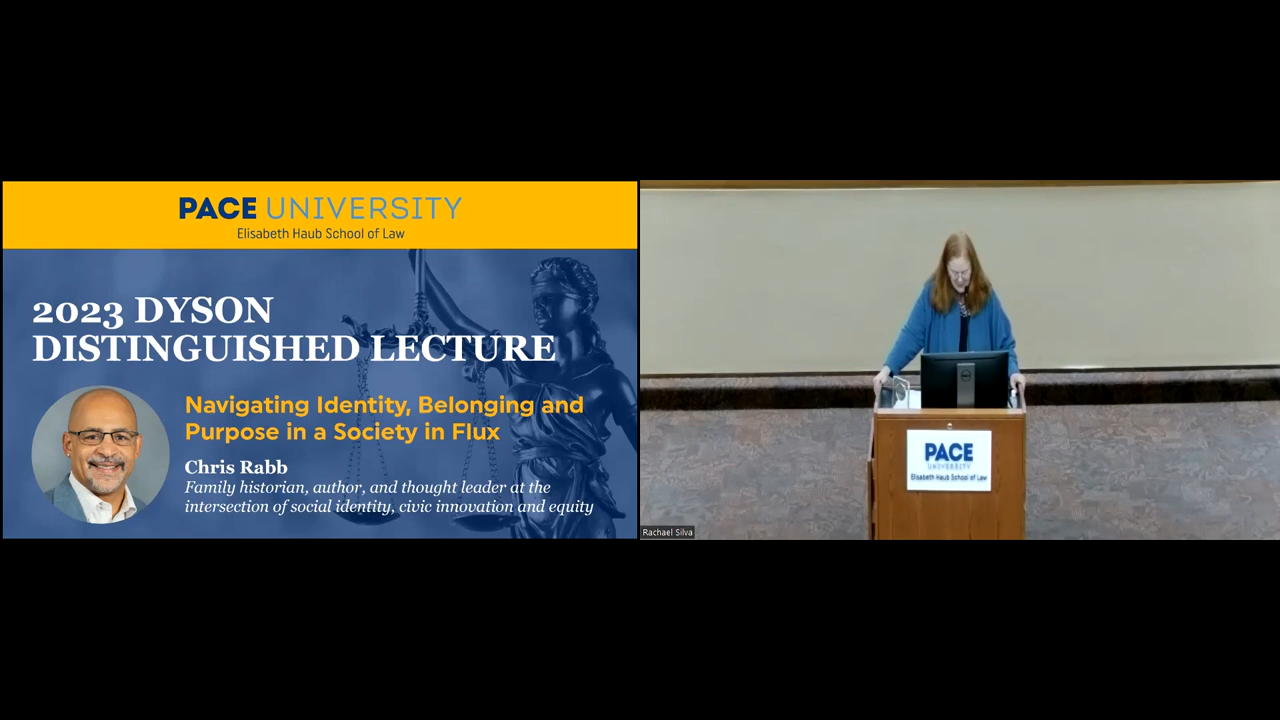 PACE UNIVERSITY
Elisabeth Haub School of Law
2023 DYSON
DISTINGUISHED LECTURE
Navigating Identity, Belonging and
Purpose in a Society in Flux
Chris Rabb
Family historian, author, and thought leader at the
intersection of social identity, civic innovation and equity
DELL
PACE
UNIVERSITY
Elisabeth Haub School of Law
Rachael Silva